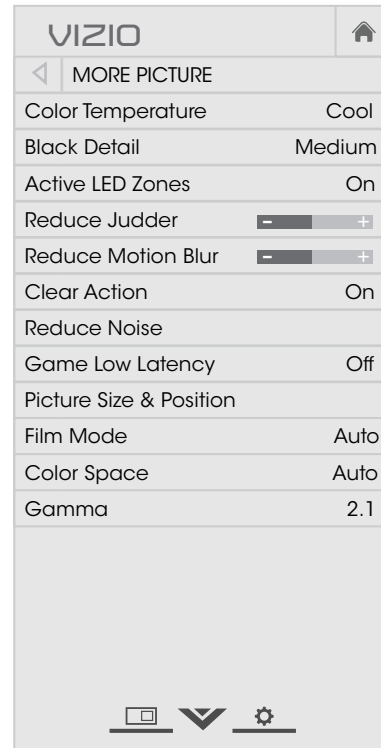 VIZIO
MORE PICTURE
Color Temperature Cool
Black Detail Medium
Active LED Zones On
Reduce Judder - +
Reduce Motion Blur - +
Clear Action On
Reduce Noise
Game Low Latency Off
Picture Size & Position
Film Mode Auto
Color Space Auto
Gamma 2.1